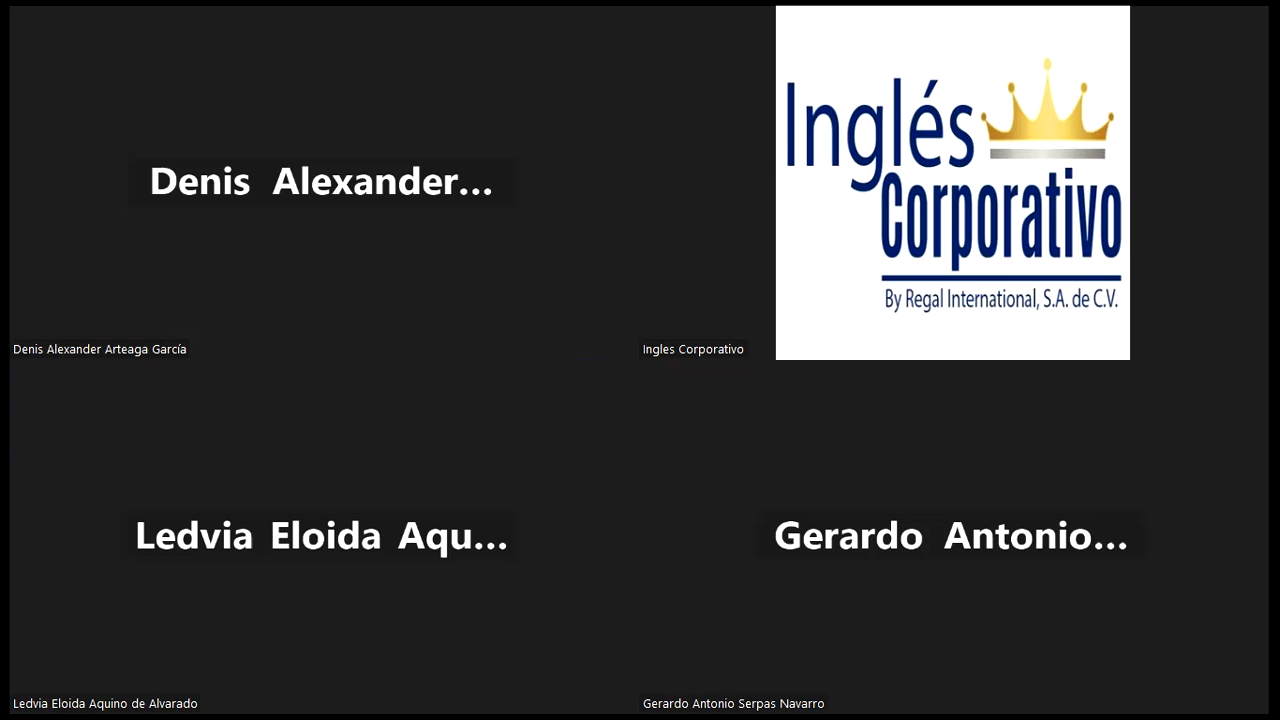 Denis Alexander...
Denis Alexander Arteaga García
Inglés
Corporativo
By Regal International, S.A. de C.V.
Ingles Corporativo
Ledvia Eloida Aqu...
Ledvia Eloida Aquino de Alvarado
Gerardo Antonio...
Gerardo Antonio Serpas Navarro